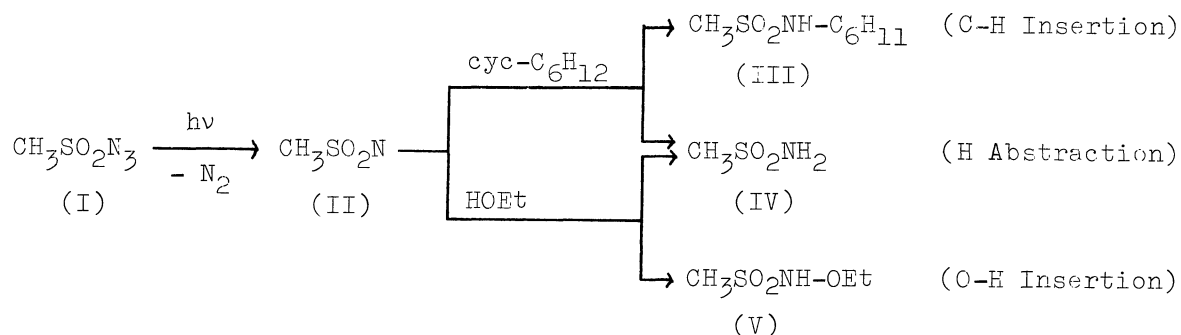 CH₃SO₂NH-C₆H₁₁ (C-H Insertion)
cyc-C₆H₁₂
(III)
hν
CH₃SO₂N₃ CH₃SO₂N CH₃SO₂NH₂ (H Abstraction)
- N₂
(I) (II) (IV)
HOEt
CH₃SO₂NH-OEt (O-H Insertion)
(V)